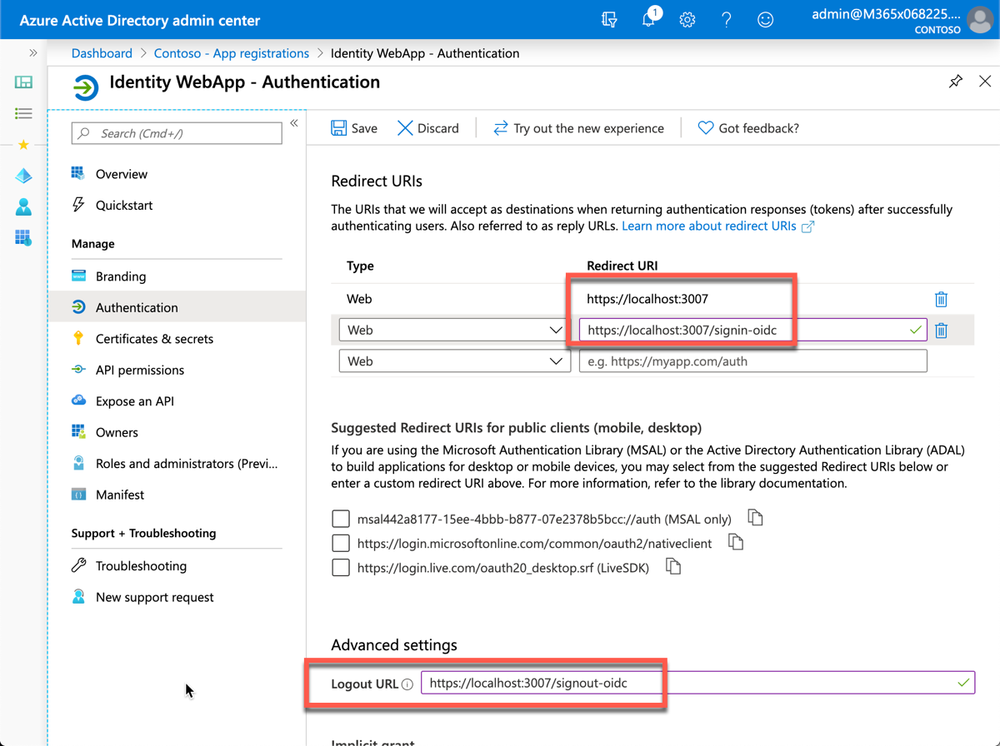 Azure Active Directory admin center
1
admin@M365x068225....
CONTOSO
Dashboard > Contoso - App registrations > Identity WebApp - Authentication
Identity WebApp - Authentication
Search (Cmd+/)
Overview
Quickstart
Manage
Branding
Authentication
Certificates & secrets
API permissions
Expose an API
Owners
Roles and administrators (Previ...
Manifest
Support + Troubleshooting
Troubleshooting
New support request
Save
Discard
Try out the new experience
Got feedback?
Redirect URIs
The URIs that we will accept as destinations when returning authentication responses (tokens) after successfully
authenticating users. Also referred to as reply URLs. Learn more about redirect URIs
Type Redirect URI
Web https://localhost:3007
Web https://localhost:3007/signin-oidc
Web e.g. https://myapp.com/auth
Suggested Redirect URIs for public clients (mobile, desktop)
If you are using the Microsoft Authentication Library (MSAL) or the Active Directory Authentication Library (ADAL)
to build applications for desktop or mobile devices, you may select from the suggested Redirect URIs below or
enter a custom redirect URI above. For more information, refer to the library documentation.
msal442a8177-15ee-4bbb-b877-07e2378b5bcc://auth (MSAL only)
https://login.microsoftonline.com/common/oauth2/nativeclient
https://login.live.com/oauth20_desktop.srf (LiveSDK)
Advanced settings
Logout URL https://localhost:3007/signout-oidc
Implicit grant